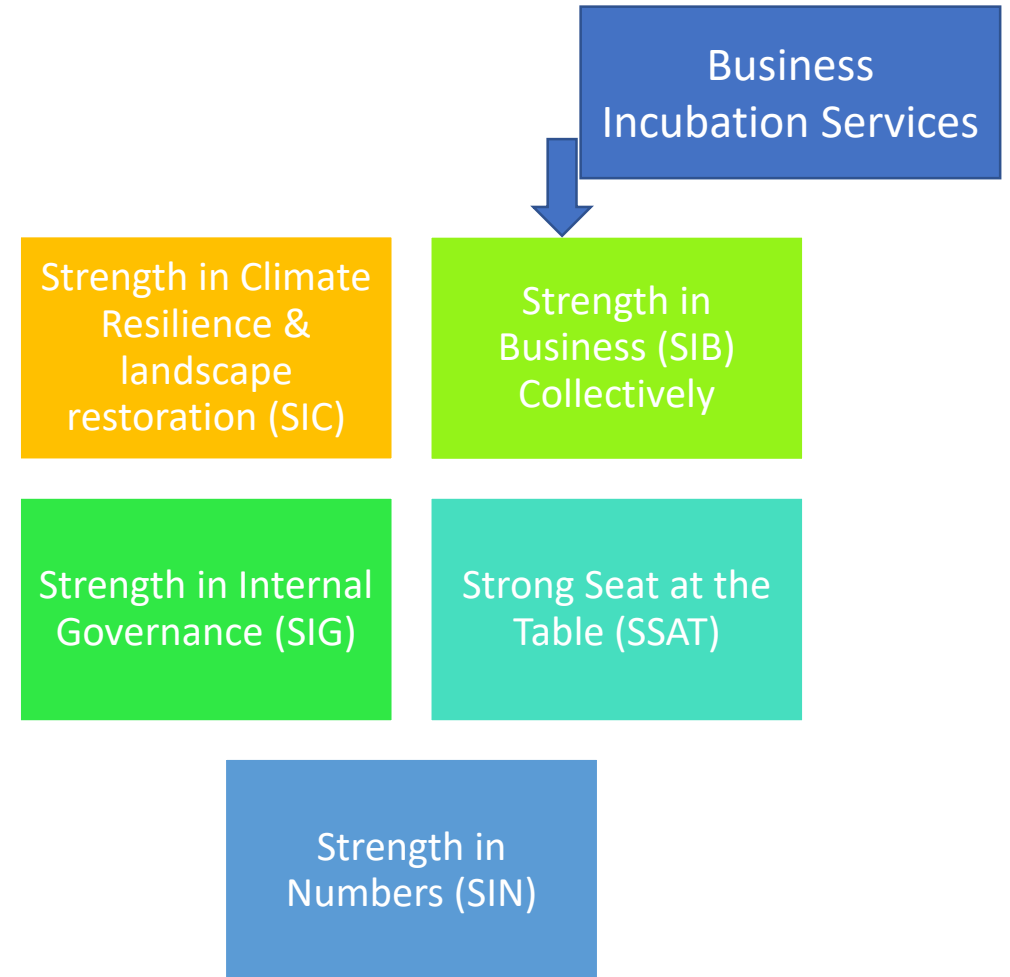 Business
Incubation Services
Strength in Climate
Resilience &
landscape
restoration (SIC)
Strength in
Business (SIB)
Collectively
Strength in Internal
Governance (SIG)
Strong Seat at the
Table (SSAT)
Strength in
Numbers (SIN)